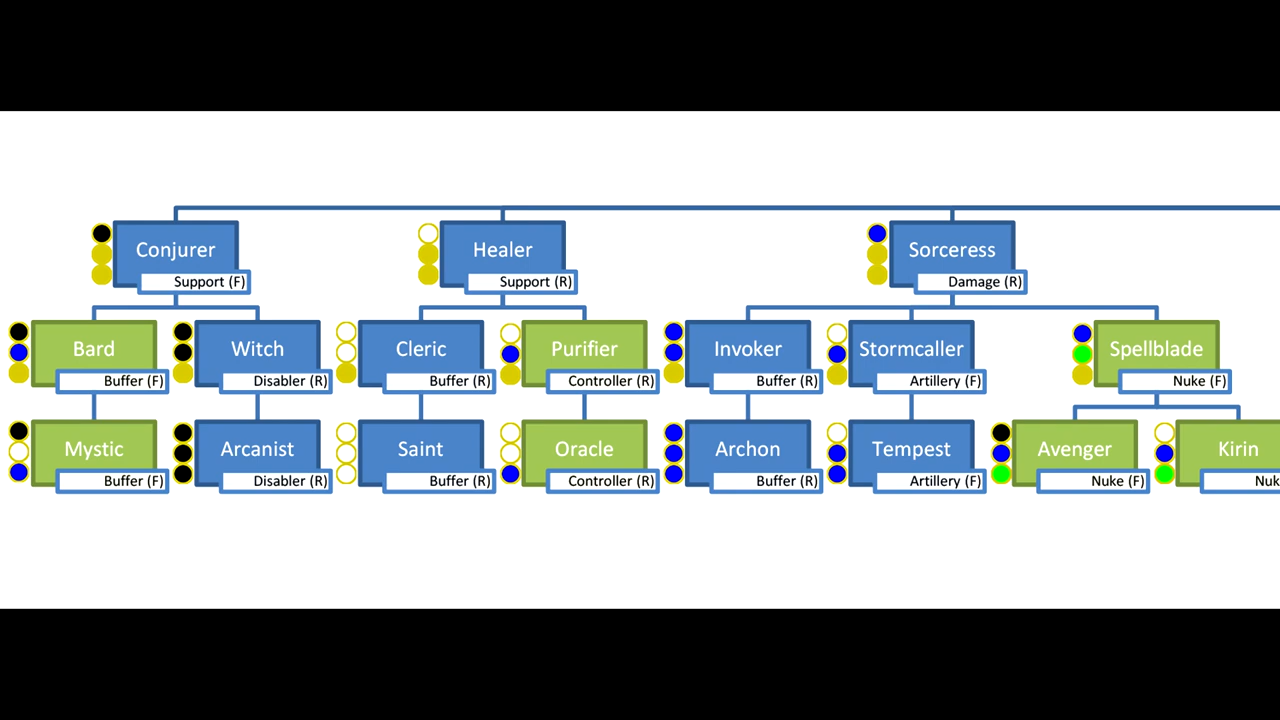 Conjurer
Support (F)
Healer
Support (R)
Sorceress
Damage (R)
Bard
Buffer (F)
Witch
Disabler (R)
Cleric
Buffer (R)
Purifier
Controller (R)
Invoker
Buffer (R)
Stormcaller
Artillery (F)
Spellblade
Nuke (F)
Mystic
Buffer (F)
Arcanist
Disabler (R)
Saint
Buffer (R)
Oracle
Controller (R)
Archon
Buffer (R)
Tempest
Artillery (F)
Avenger
Nuke (F)
Kirin
Nuk